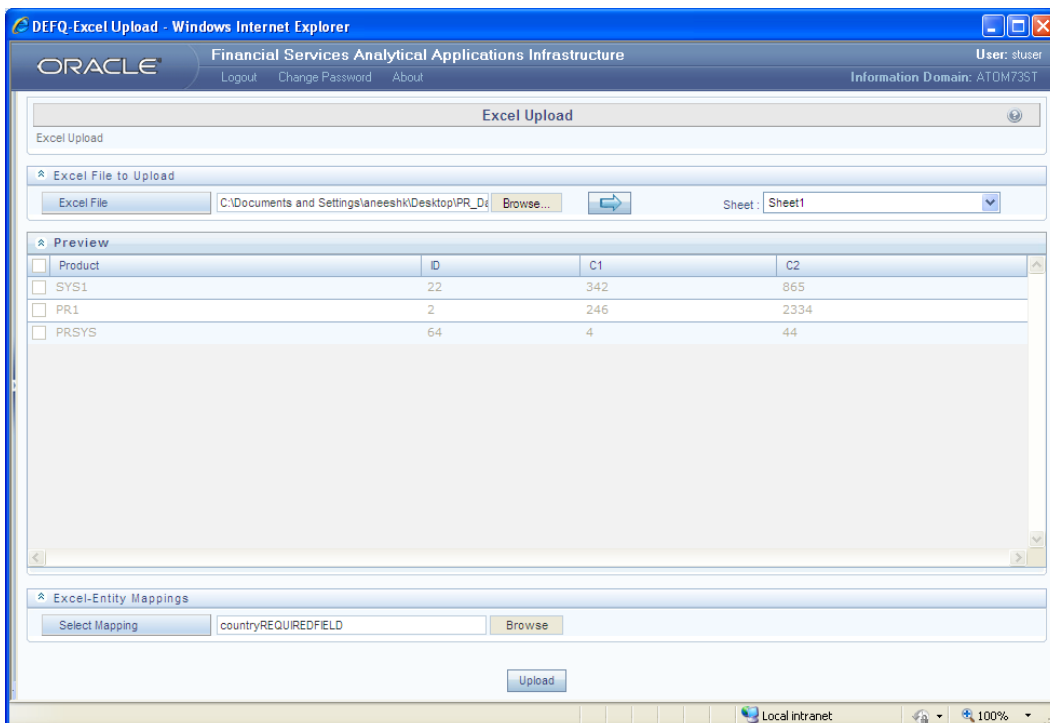 DEFQ-Excel Upload - Windows Internet Explorer
ORACLE
Financial Services Analytical Applications Infrastructure
User: stuser
Logout Change Password About
Information Domain: ATOM73ST
Excel Upload
Excel Upload
Excel File to Upload
Excel File C:\Documents and Settings\aneeshk\Desktop\PR_Da Browse... Sheet : Sheet1
Preview
Product ID C1 C2
SYS1 22 342 865
PR1 2 246 2334
PRSYS 64 4 44
Excel-Entity Mappings
Select Mapping countryREQUIREDFIELD Browse
Upload
Local intranet 100%